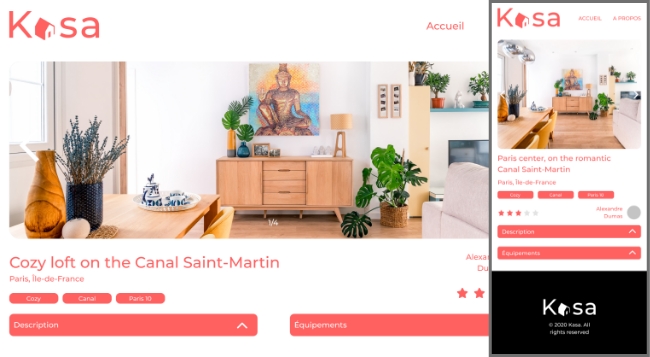 Kasa
Accueil
1/4
Cozy loft on the Canal Saint-Martin
Paris, Île-de-France
Cozy
Canal
Paris 10
Alexan
Du
Description
Équipements
Kasa
ACCUEIL
A PROPOS
Paris center, on the romantic
Canal Saint-Martin
Paris, Île-de-France
Cozy
Canal
Paris 10
Alexandre
Dumas
Description
Équipements
Kasa
© 2020 Kasa. All
rights reserved